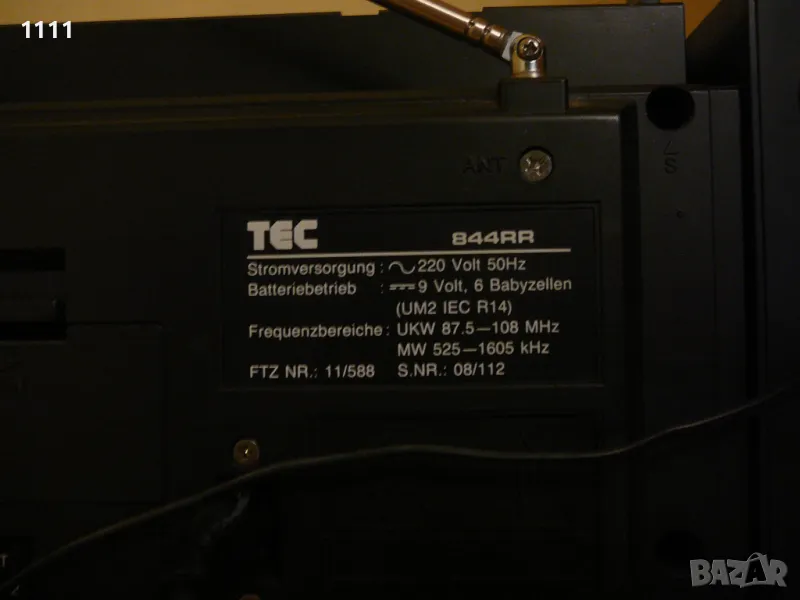 1111
ANT
S
TEC 844RR
Stromversorgung : 220 Volt 50Hz
Batteriebetrieb : 9 Volt, 6 Babyzellen
(UM2 IEC R14)
Frequenzbereiche : UKW 87.5—108 MHz
MW 525—1605 kHz
FTZ NR.: 11/588 S.NR.: 08/112
T
BAZAR